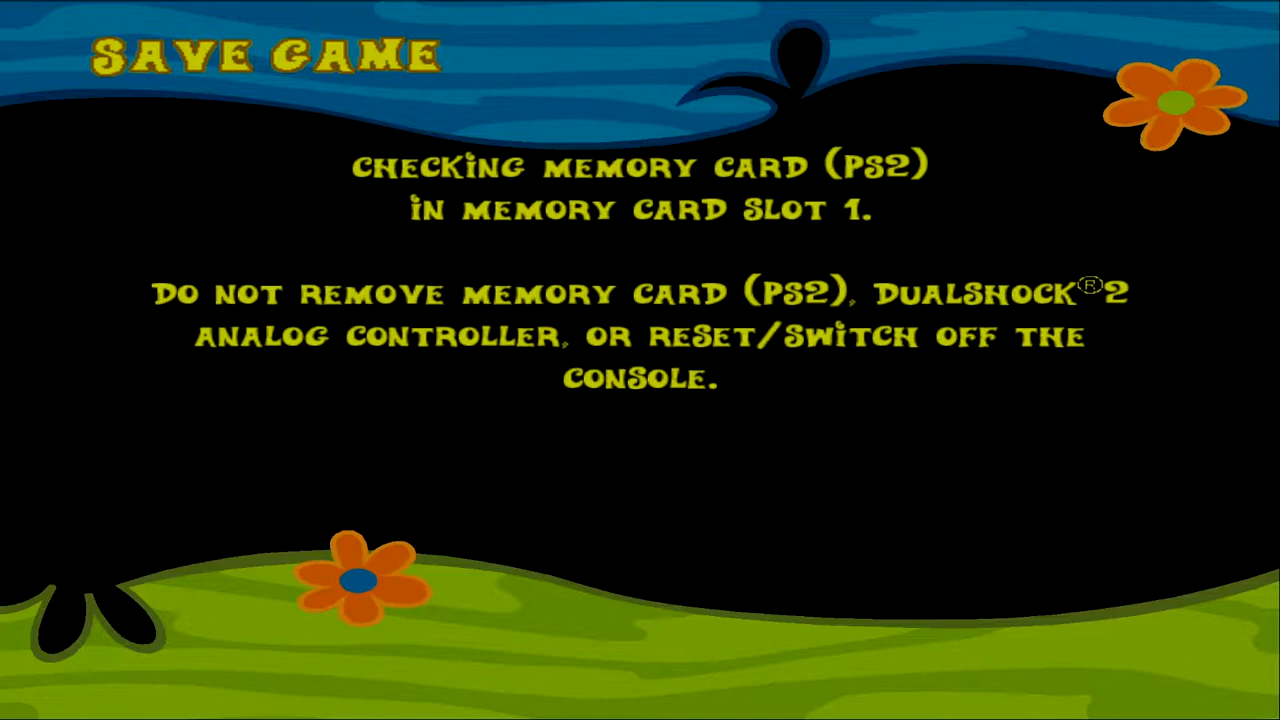 SAVE GAME
CHECKiNG MEMORY CARD (PS2)
iN MEMORY CARD SLOT 1.
DO NOT REMOVE MEMORY CARD (PS2), DUALSHOCK®2
ANALOG CONTROLLER, OR RESET/SWiTCH OFF THE
CONSOLE.